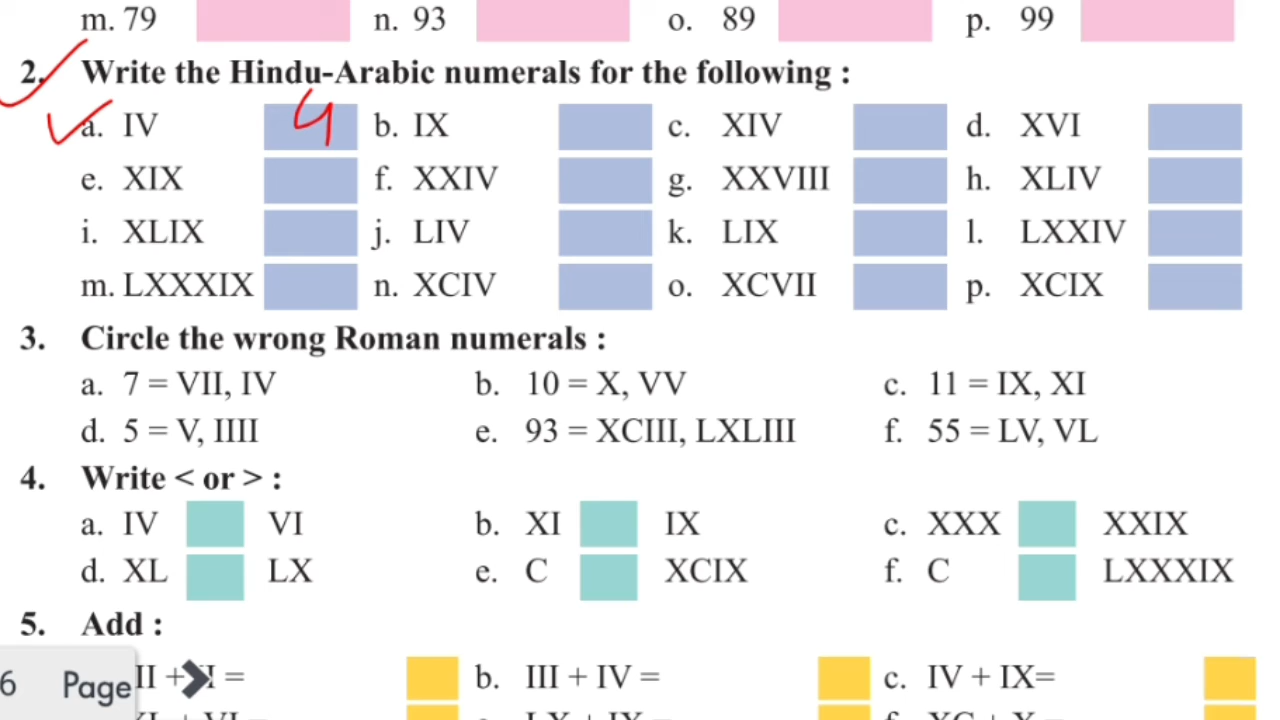 m. 79 n. 93 o. 89 p. 99
2. Write the Hindu-Arabic numerals for the following :
a. IV 4 b. IX c. XIV d. XVI
e. XIX f. XXIV g. XXVIII h. XLIV
i. XLIX j. LIV k. LIX l. LXXIV
m. LXXXIX n. XCIV o. XCVII p. XCIX
3. Circle the wrong Roman numerals :
a. 7 = VII, IV b. 10 = X, VV c. 11 = IX, XI
d. 5 = V, IIII e. 93 = XCIII, LXLIII f. 55 = LV, VL
4. Write < or > :
a. IV VI b. XI IX c. XXX XXIX
d. XL LX e. C XCIX f. C LXXXIX
5. Add :
6 Page = b. III + IV = c. IV + IX=